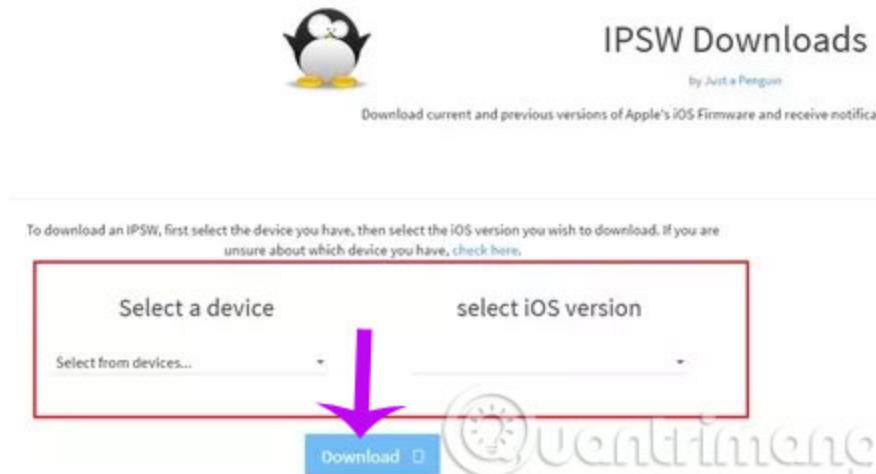 IPSW Downloads
by Just a Penguin
Download current and previous versions of Apple's iOS Firmware and receive
To download an IPSW, first select the device you have, then select the iOS version you wish to download. If you are
unsure about which device you have, check here.
Select a device
select iOS version
Select from devices...
Download